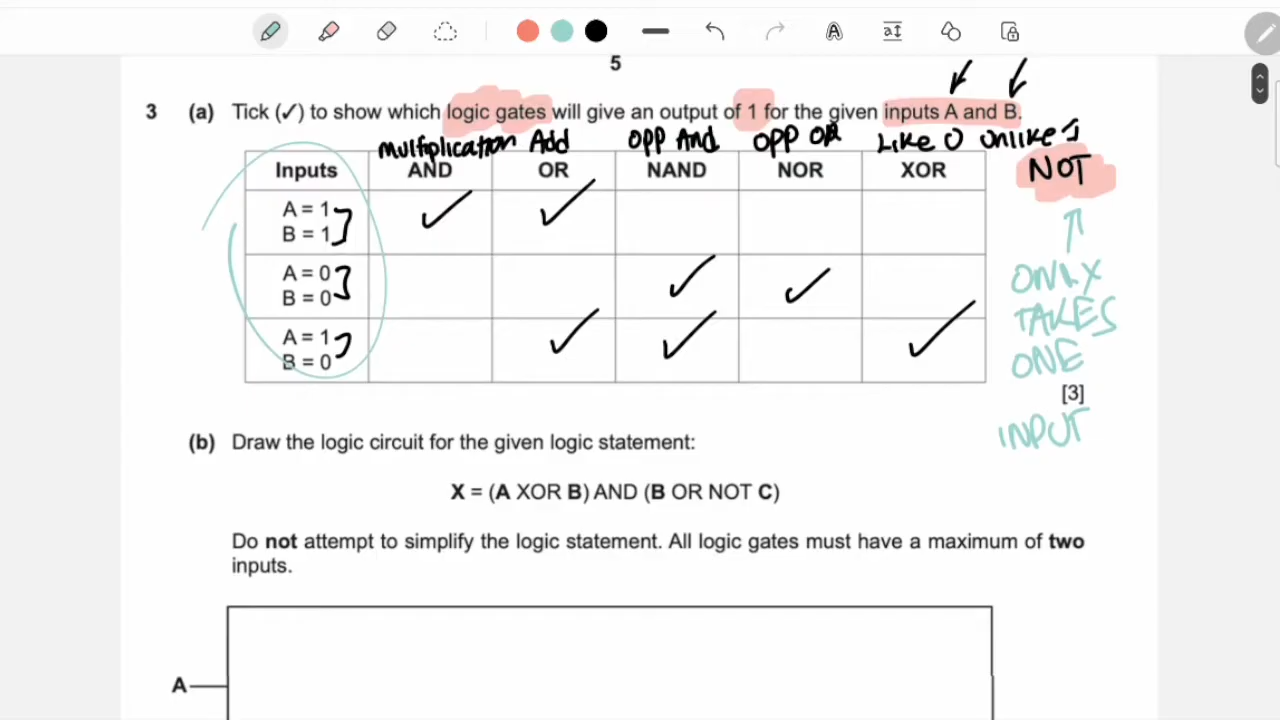 5
3 (a) Tick (✓) to show which logic gates will give an output of 1 for the given inputs A and B.
multiplication Add opp And opp OR Like 0 unlike 1
Inputs AND OR NAND NOR XOR NOT
A = 1
B = 1
✓ ✓
A = 0
B = 0
✓ ✓
A = 1
B = 0
✓ ✓ ✓
ONLY
TAKES
ONE
INPUT
[3]
(b) Draw the logic circuit for the given logic statement:
X = (A XOR B) AND (B OR NOT C)
Do not attempt to simplify the logic statement. All logic gates must have a maximum of two
inputs.
A